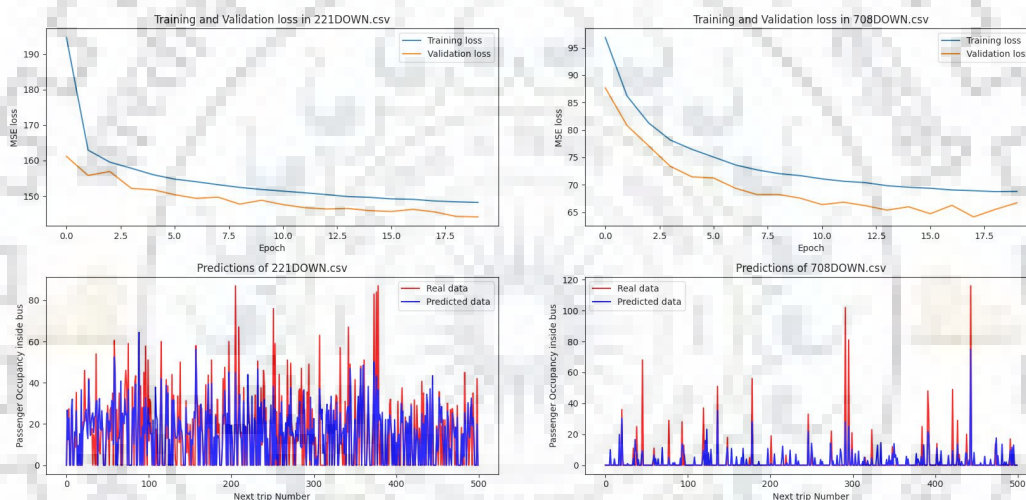 Training and Validation loss in 221DOWN.csv
MSE loss
190
180
170
160
150
Training loss
Validation loss
0.0 2.5 5.0 7.5 10.0 12.5 15.0 17.5
Epoch
Training and Validation loss in 708DOWN.csv
MSE loss
95
90
85
80
75
70
65
Training loss
Validation loss
0.0 2.5 5.0 7.5 10.0 12.5 15.0 17.5
Epoch
Predictions of 221DOWN.csv
Passenger Occupancy inside bus
80
60
40
20
0
Real data
Predicted data
0 100 200 300 400 500
Next trip Number
Predictions of 708DOWN.csv
Passenger Occupancy inside bus
120
100
80
60
40
20
0
Real data
Predicted data
0 100 200 300 400 500
Next trip Number